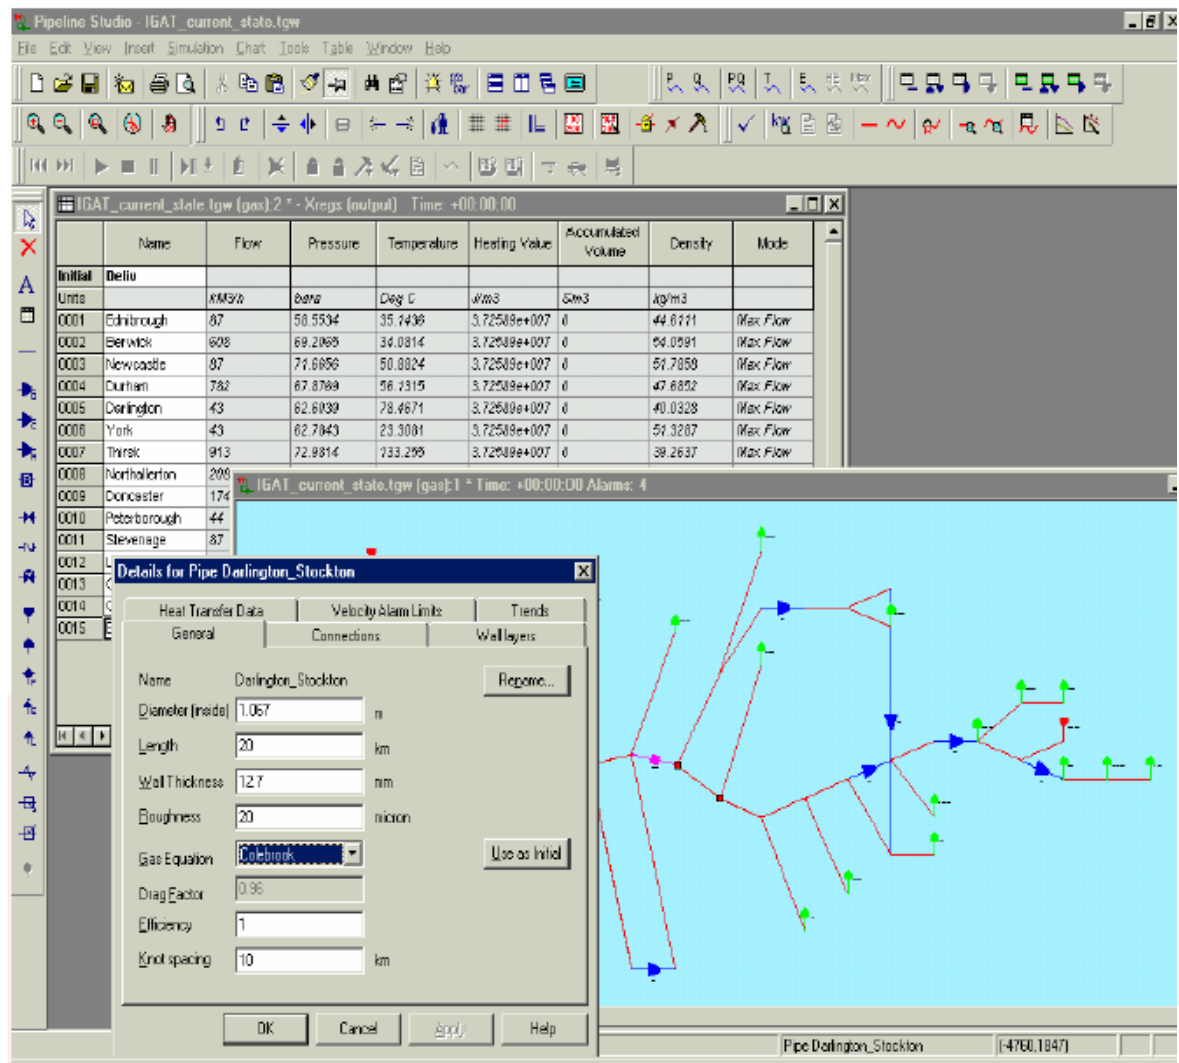 Pipeline Studio - IGAT_current_state.tgw
File Edit View Insert Simulation Chart Tools Table Window Help
IGAT_current_state.tgw (gas):2 * - Xregs (output) Time: +00:00:00
Name Flow Pressure Temperature Heating Value Accumulated Volume Density Mode
Initial Deliv
Units kM3/h bara Deg C J/m3 Sm3 kg/m3
0001 Ednibrough 87 58.5534 35.1436 3.72589e+007 0 44.6111 Max Flow
0002 Berwick 608 69.2065 34.0814 3.72589e+007 0 54.0591 Max Flow
0003 Newcastle 87 71.6656 50.8824 3.72589e+007 0 51.7858 Max Flow
0004 Durham 782 67.8769 56.1315 3.72589e+007 0 47.6852 Max Flow
0005 Darlington 43 62.6039 78.4671 3.72589e+007 0 40.0328 Max Flow
0006 York 43 62.7043 23.3081 3.72589e+007 0 51.3287 Max Flow
0007 Thirsk 913 72.9814 133.256 3.72589e+007 0 39.2637 Max Flow
0008 Northallerton
0009 Doncaster 174
0010 Peterborough 44
0011 Stevenage 87
0012
0013
0014
0015
IGAT_current_state.tgw (gas):1 * Time: +00:00:00 Alarms: 4
Details for Pipe Darlington_Stockton
Heat Transfer Data Velocity Alarm Limits Trends
General Connections Wall layers
Name Darlington_Stockton Rename...
Diameter (inside) 1.067 m
Length 20 km
Wall Thickness 12.7 mm
Roughness 20 micron
Gas Equation Colebrook Use as Initial
Drag Factor 0.96
Efficiency 1
Knot spacing 10 km
OK Cancel Apply Help
Pipe Darlington_Stockton (-4760,1847)